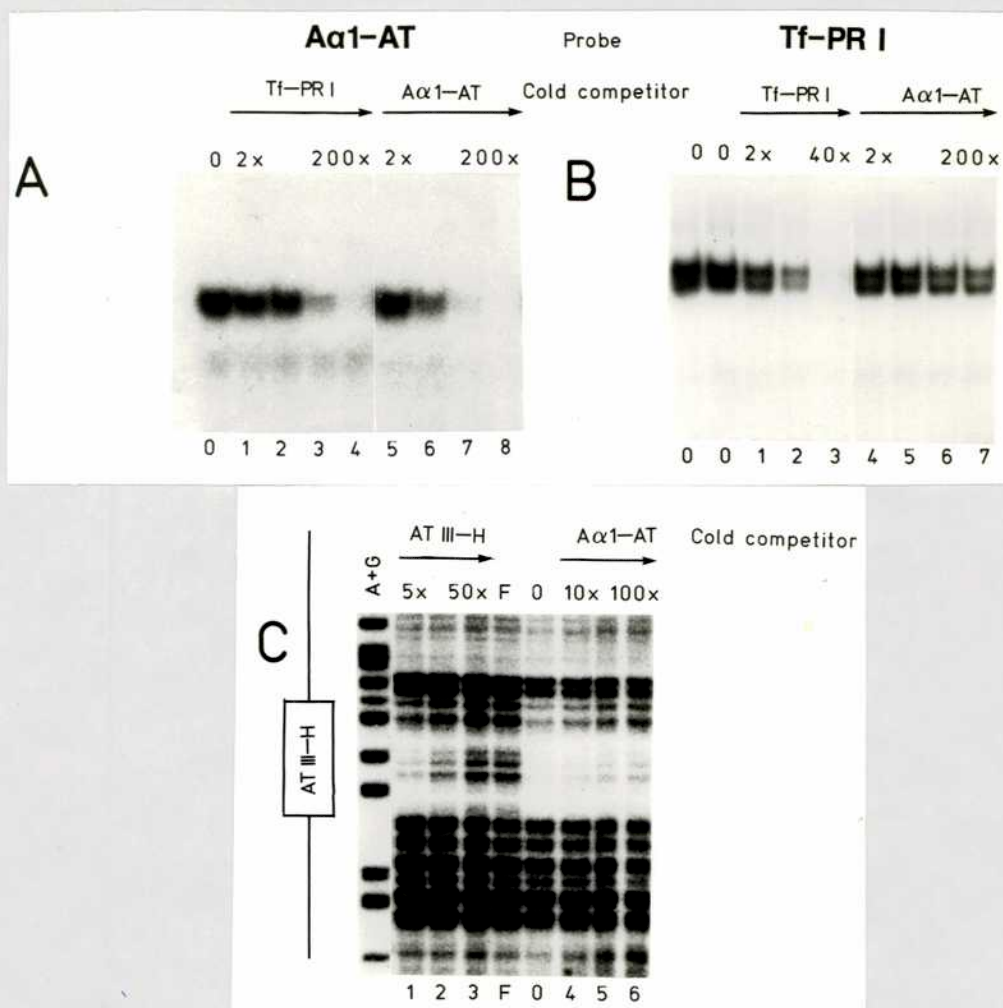 Aα1–AT Probe Tf–PR I
Tf–PR I Aα1–AT Cold competitor Tf–PR I Aα1–AT
A 0 2x 200x 2x 200x
B 0 0 2x 40x 2x 200x
0 1 2 3 4 5 6 7 8
0 0 1 2 3 4 5 6 7
AT III–H Aα1–AT Cold competitor
A+G 5x 50x F 0 10x 100x
C
AT III–H
1 2 3 F 0 4 5 6